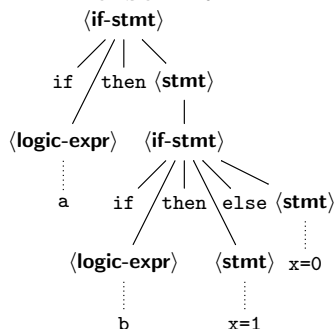 ⟨if-stmt⟩
if then ⟨stmt⟩
⟨logic-expr⟩ ⟨if-stmt⟩
a if then else ⟨stmt⟩
⟨logic-expr⟩ ⟨stmt⟩ x=0
b x=1